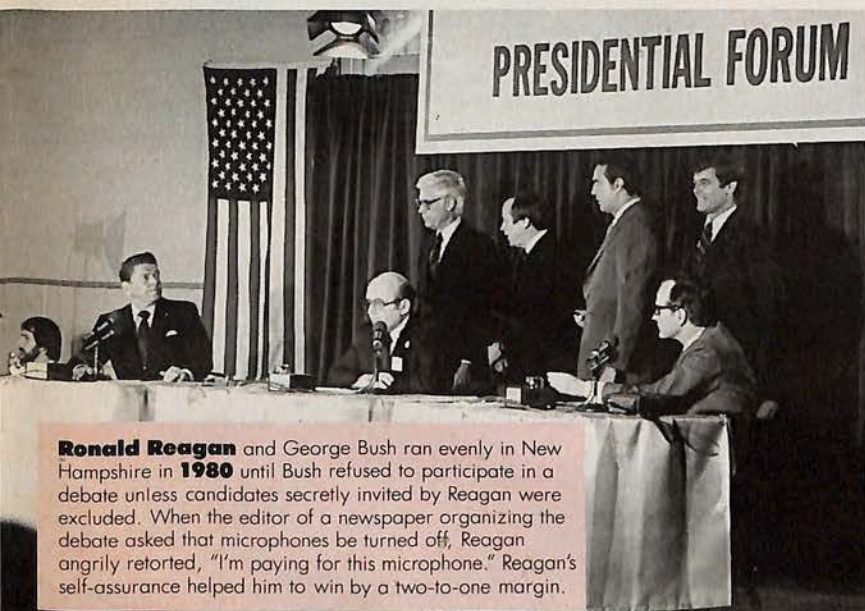 PRESIDENTIAL FORUM
Ronald Reagan and George Bush ran evenly in New
Hampshire in 1980 until Bush refused to participate in a
debate unless candidates secretly invited by Reagan were
excluded. When the editor of a newspaper organizing the
debate asked that microphones be turned off, Reagan
angrily retorted, "I'm paying for this microphone." Reagan's
self-assurance helped him to win by a two-to-one margin.